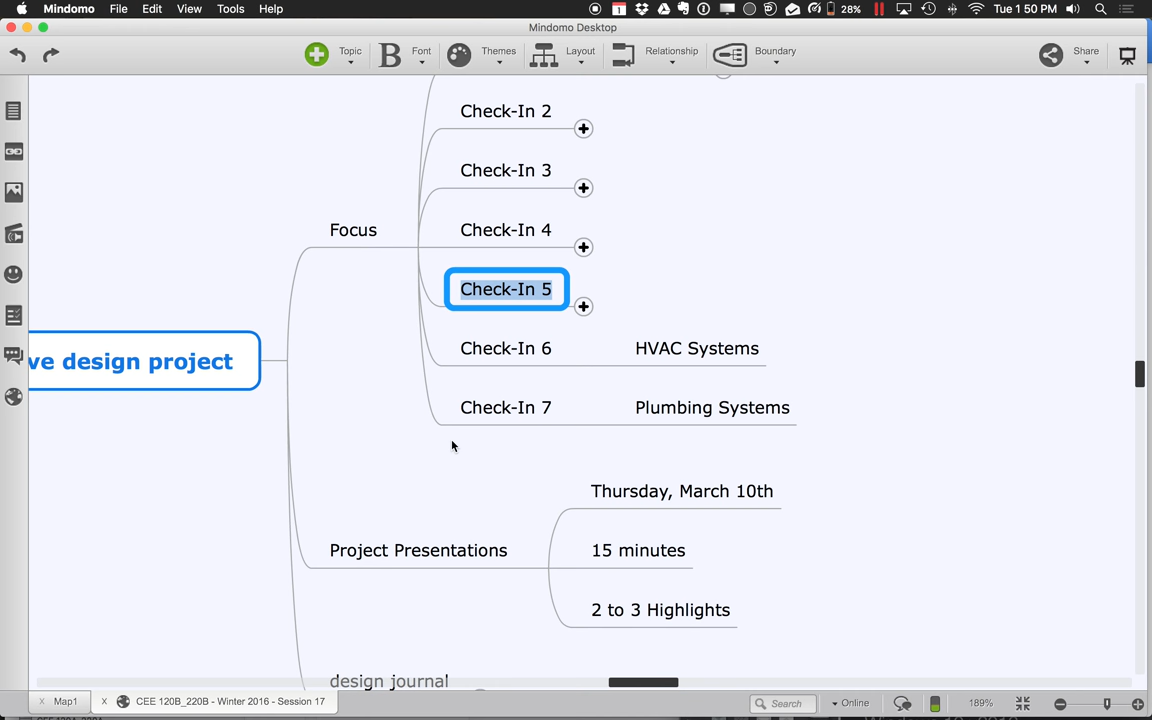 Mindomo File Edit View Tools Help 1 28% Tue 1 50 PM
Mindomo Desktop
Topic Font Themes Layout Relationship Boundary Share
Check-In 2
Check-In 3
Focus
Check-In 4
Check-In 5
ve design project
Check-In 6 HVAC Systems
Check-In 7 Plumbing Systems
Thursday, March 10th
Project Presentations
15 minutes
2 to 3 Highlights
design journal
x Map1 x CEE 120B_220B - Winter 2016 - Session 17 Search Online 189%